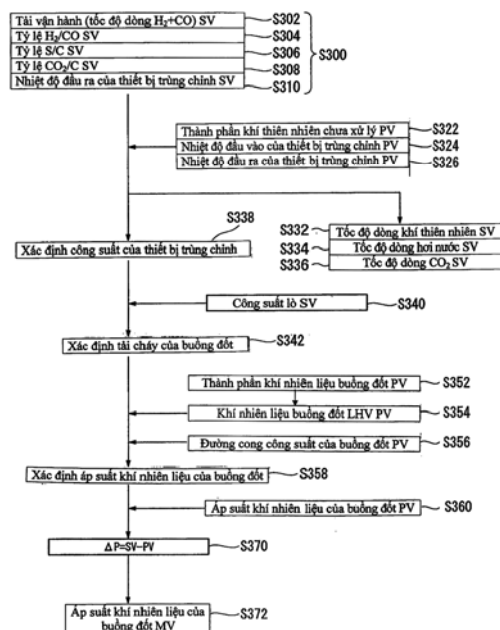 Tải vận hành (tốc độ dòng H₂+CO) SV S302
Tỷ lệ H₂/CO SV S304
Tỷ lệ S/C SV S306
Tỷ lệ CO₂/C SV S308
Nhiệt độ đầu ra của thiết bị trùng chỉnh SV S310
S300
Thành phần khí thiên nhiên chưa xử lý PV S322
Nhiệt độ đầu vào của thiết bị trùng chỉnh PV S324
Nhiệt độ đầu ra của thiết bị trùng chỉnh PV S326
S338
Xác định công suất của thiết bị trùng chỉnh
S332 Tốc độ dòng khí thiên nhiên SV
S334 Tốc độ dòng hơi nước SV
S336 Tốc độ dòng CO₂ SV
Công suất lò SV S340
Xác định tải cháy của buồng đốt S342
Thành phần khí nhiên liệu buồng đốt PV S352
Khí nhiên liệu buồng đốt LHV PV S354
Đường cong công suất của buồng đốt PV S356
Xác định áp suất khí nhiên liệu của buồng đốt S358
Áp suất khí nhiên liệu của buồng đốt PV S360
ΔP=SV-PV S370
Áp suất khí nhiên liệu của
buồng đốt MV S372